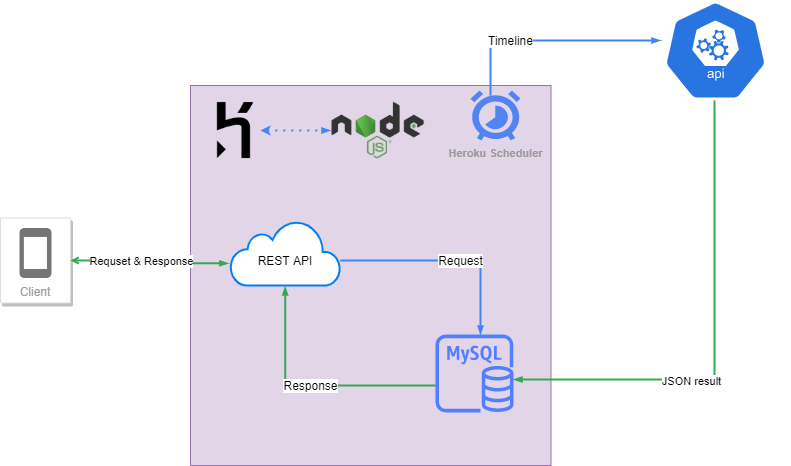 Timeline
api
node
JS
Heroku Scheduler
REST API
Requset & Response
Request
Client
MySQL
Response
JSON result